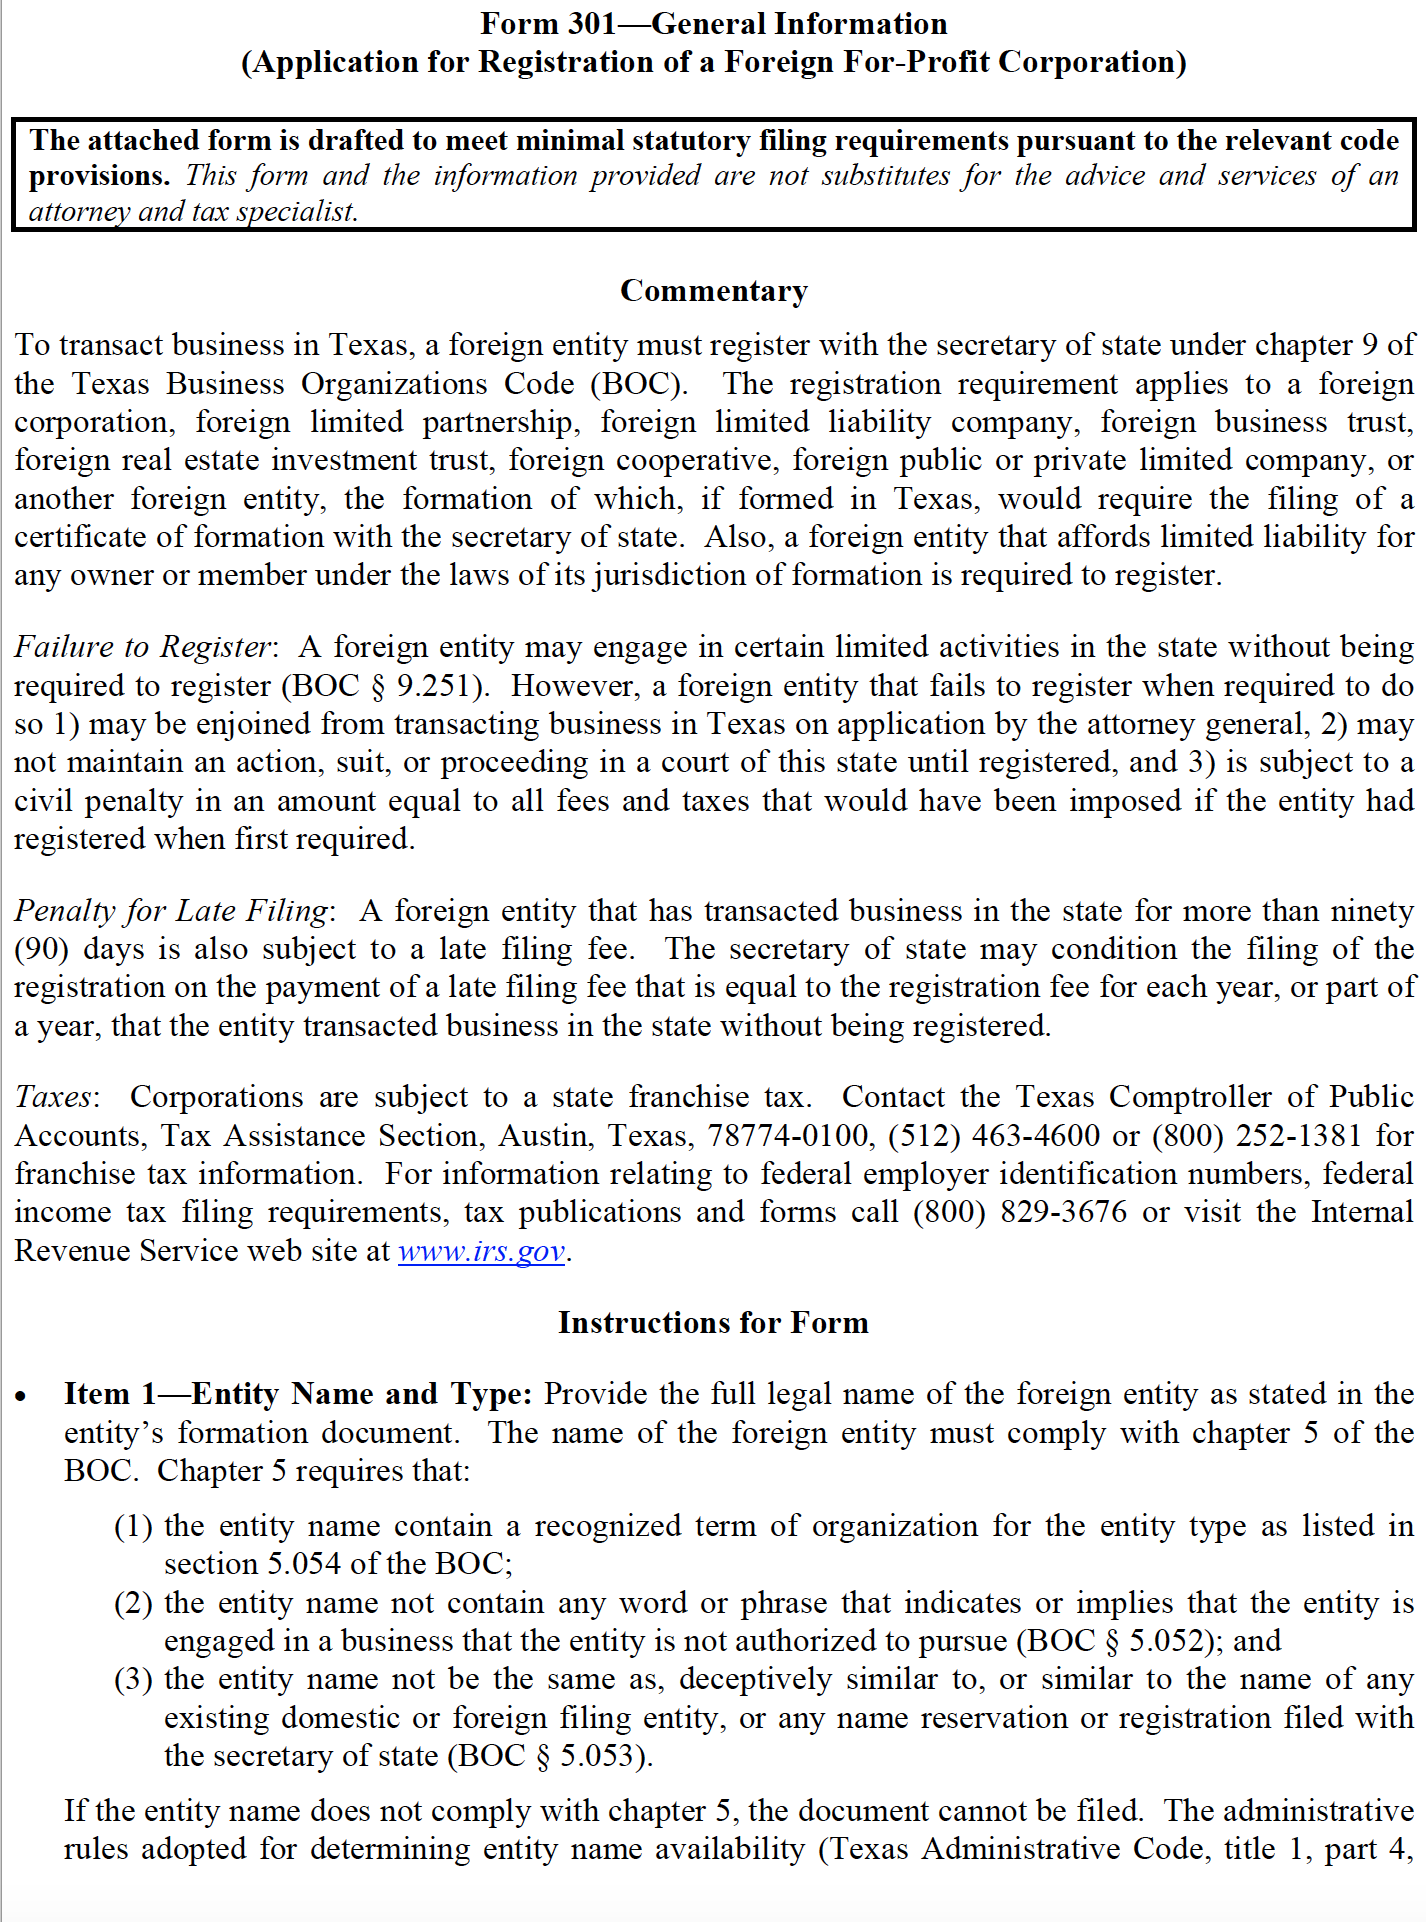 Form 301—General Information
(Application for Registration of a Foreign For-Profit Corporation)
The attached form is drafted to meet minimal statutory filing requirements pursuant to the relevant code
provisions. This form and the information provided are not substitutes for the advice and services of an
attorney and tax specialist.
Commentary
To transact business in Texas, a foreign entity must register with the secretary of state under chapter 9 of
the Texas Business Organizations Code (BOC). The registration requirement applies to a foreign
corporation, foreign limited partnership, foreign limited liability company, foreign business trust,
foreign real estate investment trust, foreign cooperative, foreign public or private limited company, or
another foreign entity, the formation of which, if formed in Texas, would require the filing of a
certificate of formation with the secretary of state. Also, a foreign entity that affords limited liability for
any owner or member under the laws of its jurisdiction of formation is required to register.
Failure to Register: A foreign entity may engage in certain limited activities in the state without being
required to register (BOC § 9.251). However, a foreign entity that fails to register when required to do
so 1) may be enjoined from transacting business in Texas on application by the attorney general, 2) may
not maintain an action, suit, or proceeding in a court of this state until registered, and 3) is subject to a
civil penalty in an amount equal to all fees and taxes that would have been imposed if the entity had
registered when first required.
Penalty for Late Filing: A foreign entity that has transacted business in the state for more than ninety
(90) days is also subject to a late filing fee. The secretary of state may condition the filing of the
registration on the payment of a late filing fee that is equal to the registration fee for each year, or part of
a year, that the entity transacted business in the state without being registered.
Taxes: Corporations are subject to a state franchise tax. Contact the Texas Comptroller of Public
Accounts, Tax Assistance Section, Austin, Texas, 78774-0100, (512) 463-4600 or (800) 252-1381 for
franchise tax information. For information relating to federal employer identification numbers, federal
income tax filing requirements, tax publications and forms call (800) 829-3676 or visit the Internal
Revenue Service web site at www.irs.gov.
Instructions for Form
• Item 1—Entity Name and Type: Provide the full legal name of the foreign entity as stated in the
entity’s formation document. The name of the foreign entity must comply with chapter 5 of the
BOC. Chapter 5 requires that:
(1) the entity name contain a recognized term of organization for the entity type as listed in
section 5.054 of the BOC;
(2) the entity name not contain any word or phrase that indicates or implies that the entity is
engaged in a business that the entity is not authorized to pursue (BOC § 5.052); and
(3) the entity name not be the same as, deceptively similar to, or similar to the name of any
existing domestic or foreign filing entity, or any name reservation or registration filed with
the secretary of state (BOC § 5.053).
If the entity name does not comply with chapter 5, the document cannot be filed. The administrative
rules adopted for determining entity name availability (Texas Administrative Code, title 1, part 4,